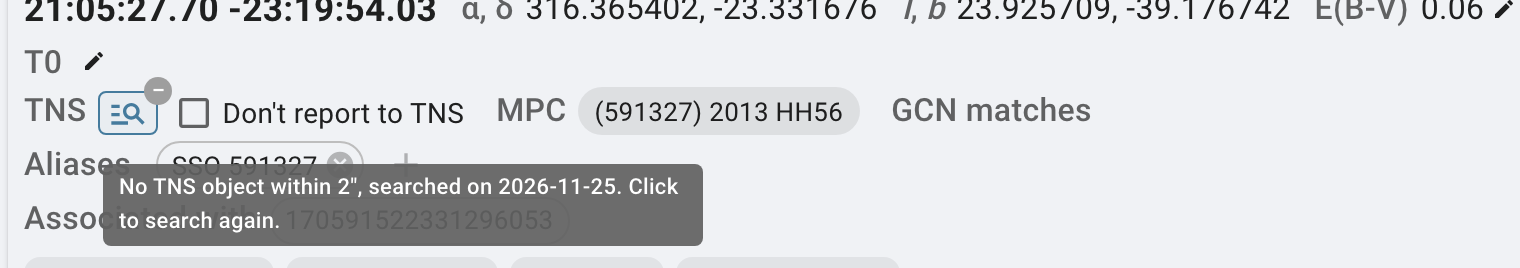 21:05:27.70 -23:19:54.03 α, δ 316.365402, -23.331676 l, b 23.925709, -39.176742 E(B-V) 0.06
T0
TNS Don't report to TNS MPC (591327) 2013 HH56 GCN matches
Aliases SSO 591327
No TNS object within 2", searched on 2026-11-25. Click
to search again.
170591522331296053